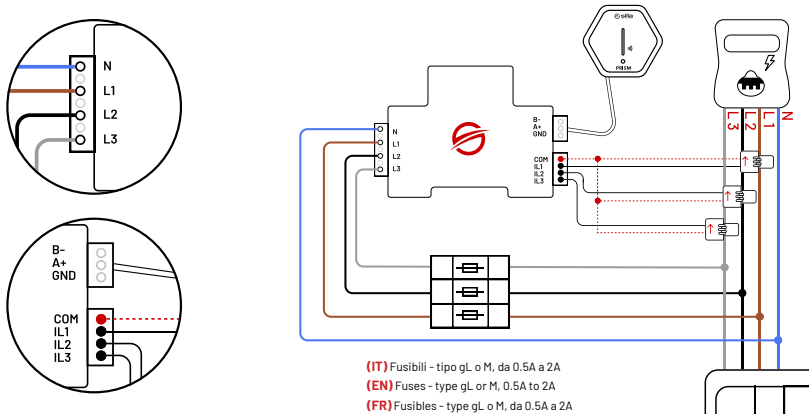 N
L1
L2
L3
B-
A+
GND
COM
IL1
IL2
IL3
silla
PRISM
N
L1
L2
L3
B-
A+
GND
COM
IL1
IL2
IL3
L3
L2
L1
N
(IT) Fusibili - tipo gL o M, da 0.5A a 2A
(EN) Fuses - type gL or M, 0.5A to 2A
(FR) Fusibles - type gL o M, da 0.5A a 2A